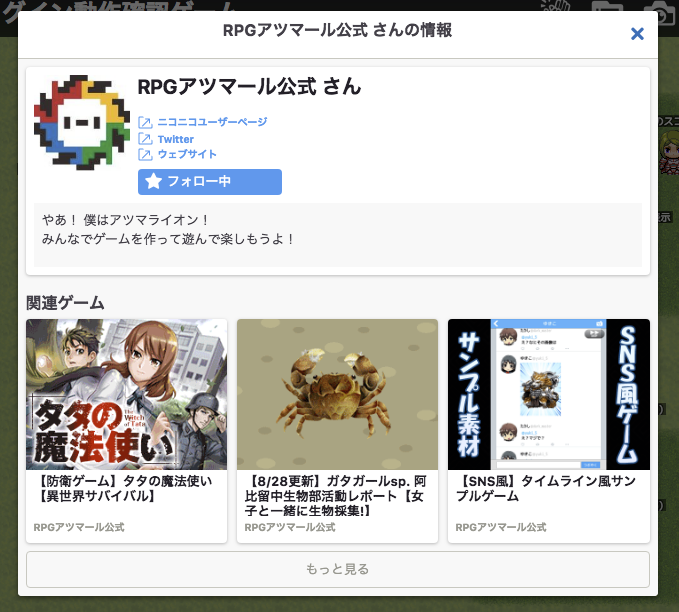 グイン動作確認ゲーム
RPGアツマール公式 さんの情報
RPGアツマール公式 さん
ニコニコユーザーページ
Twitter
ウェブサイト
フォロー中
やあ！ 僕はアツマライオン！
みんなでゲームを作って遊んで楽しもうよ！
関連ゲーム
タタの
魔法使い
The Witch of Tata
サンプル素材
SNS風ゲーム
【防衛ゲーム】タタの魔法使い
【異世界サバイバル】
RPGアツマール公式
【8/28更新】ガタガールsp. 阿
比留中生物部活動レポート【女
子と一緒に生物採集!】
RPGアツマール公式
【SNS風】タイムライン風サン
プルゲーム
RPGアツマール公式
もっと見る